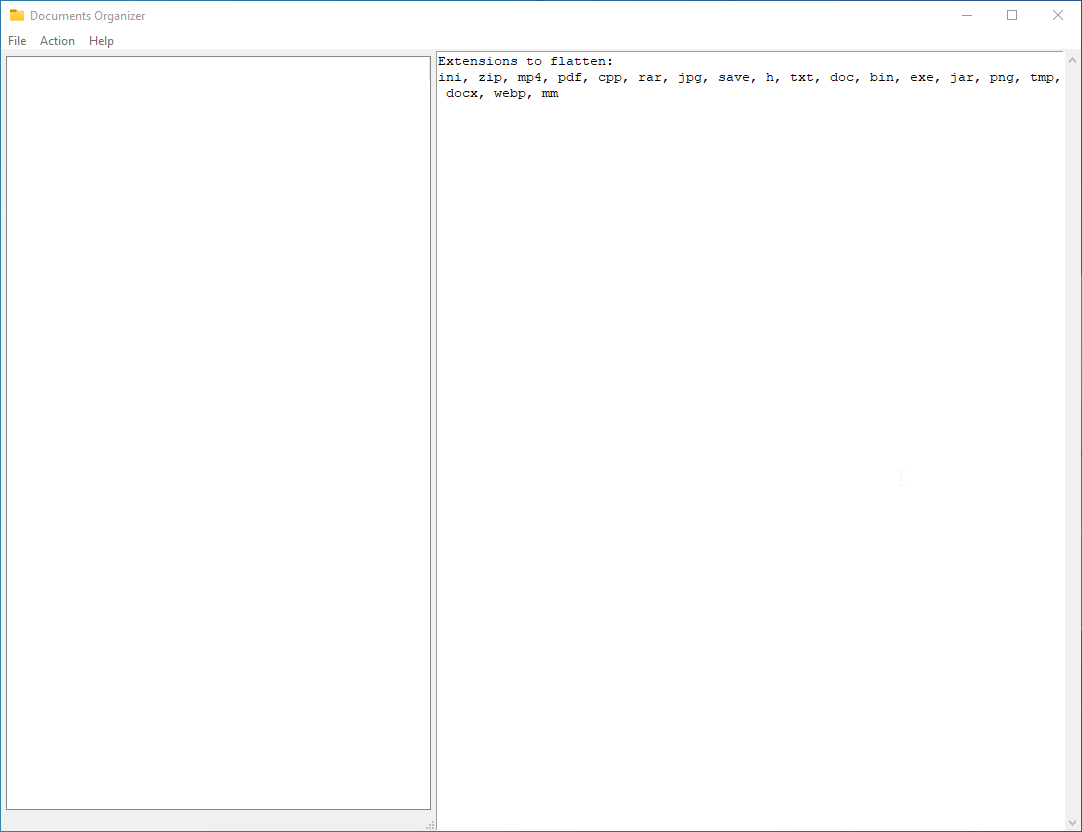 Documents Organizer
File Action Help
Extensions to flatten:
ini, zip, mp4, pdf, cpp, rar, jpg, save, h, txt, doc, bin, exe, jar, png, tmp,
docx, webp, mm